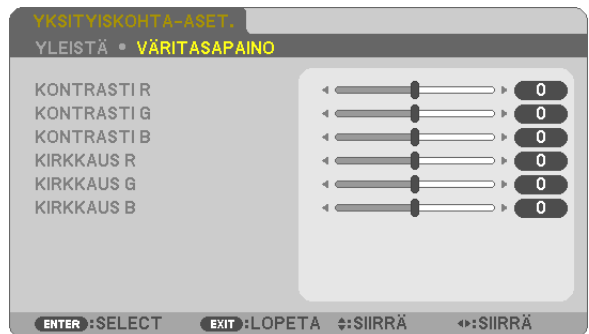 YKSITYISKOHTA-ASET.
YLEISTÄ • VÄRITASAPAINO
KONTRASTI R 0
KONTRASTI G 0
KONTRASTI B 0
KIRKKAUS R 0
KIRKKAUS G 0
KIRKKAUS B 0
ENTER :SELECT EXIT :LOPETA :SIIRRÄ :SIIRRÄ